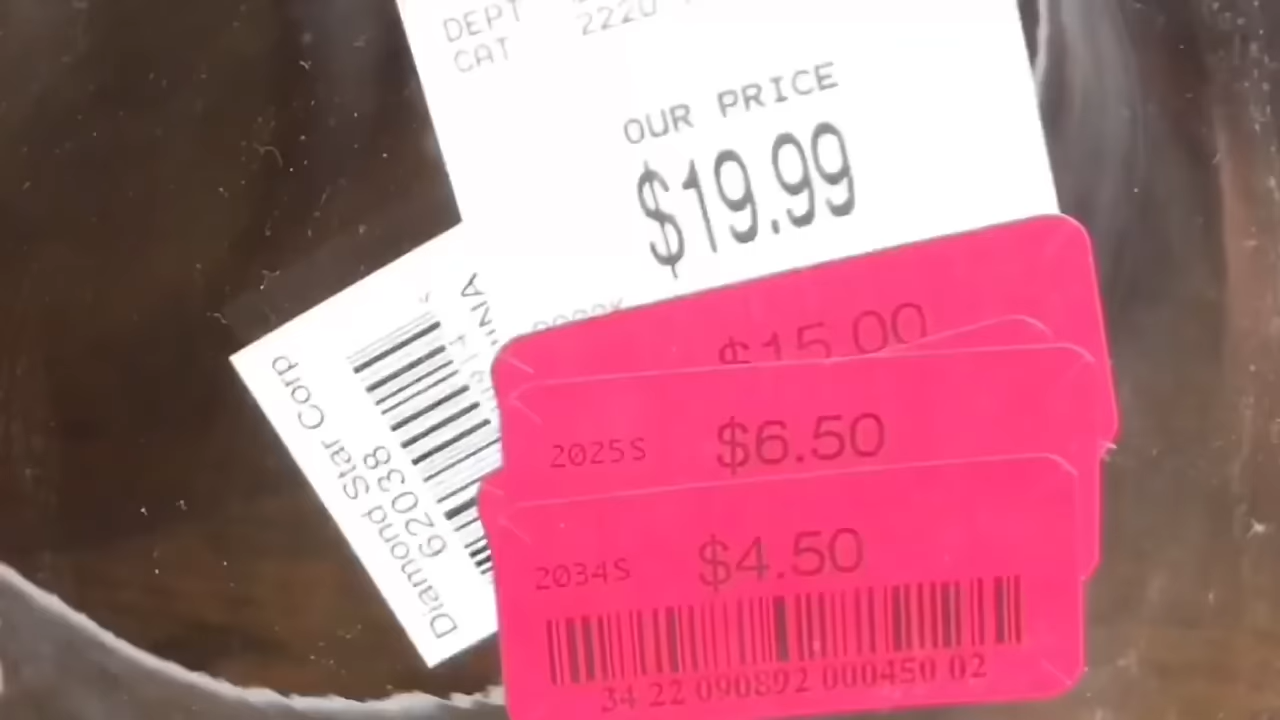 DEPT
CAT 2220
OUR PRICE
$19.99
Diamond Star Corp
62038
$15.00
2025S $6.50
2034S $4.50
34 22 090892 000450 02